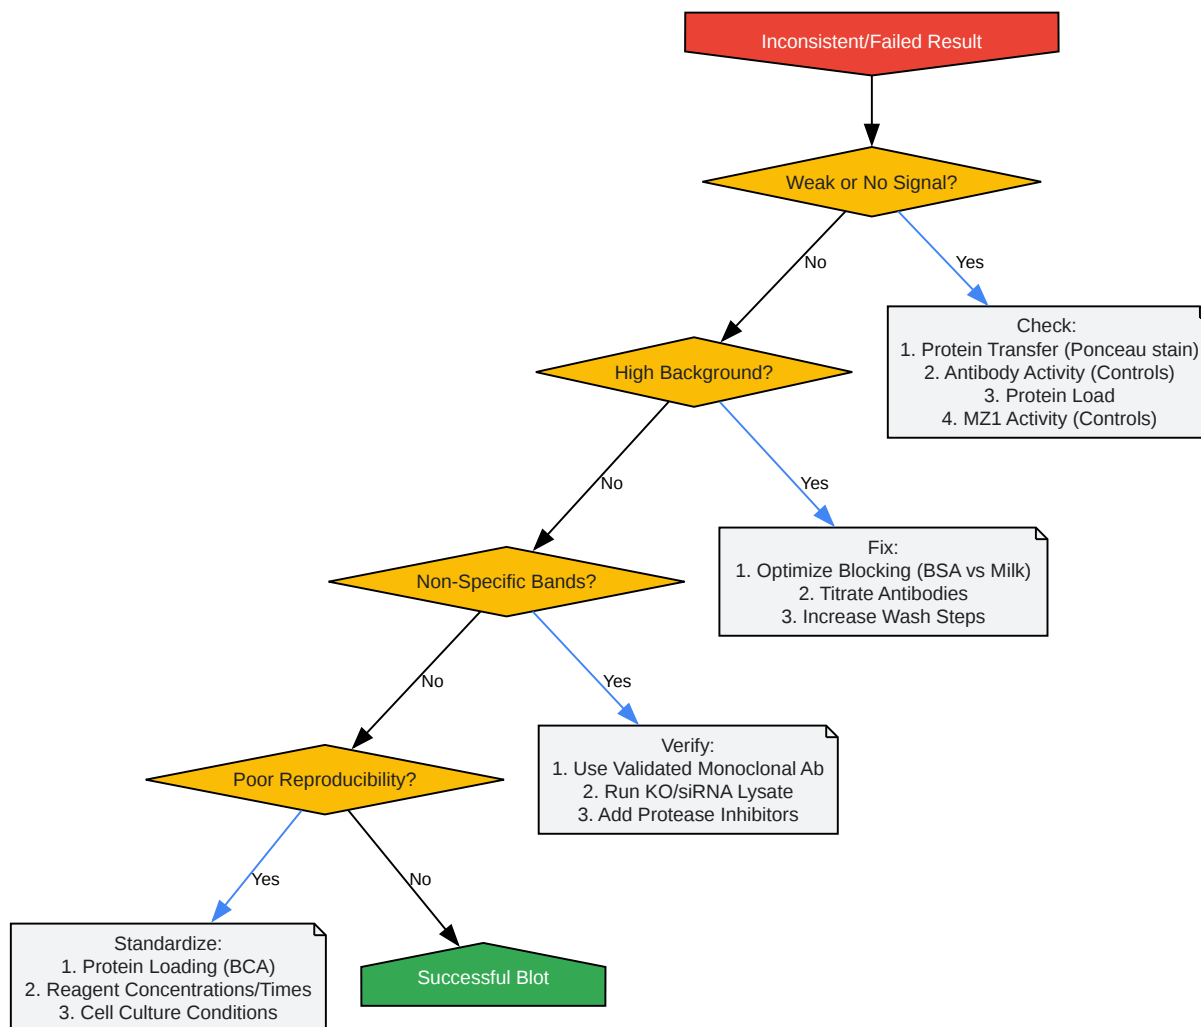 Inconsistent/Failed Result
Weak or No Signal?
No
Yes
Check:
1. Protein Transfer (Ponceau stain)
2. Antibody Activity (Controls)
3. Protein Load
4. MZ1 Activity (Controls)
High Background?
No
Yes
Fix:
1. Optimize Blocking (BSA vs Milk)
2. Titrate Antibodies
3. Increase Wash Steps
Non-Specific Bands?
No
Yes
Verify:
1. Use Validated Monoclonal Ab
2. Run KO/siRNA Lysate
3. Add Protease Inhibitors
Poor Reproducibility?
Yes
No
Standardize:
1. Protein Loading (BCA)
2. Reagent Concentrations/Times
3. Cell Culture Conditions
Successful Blot